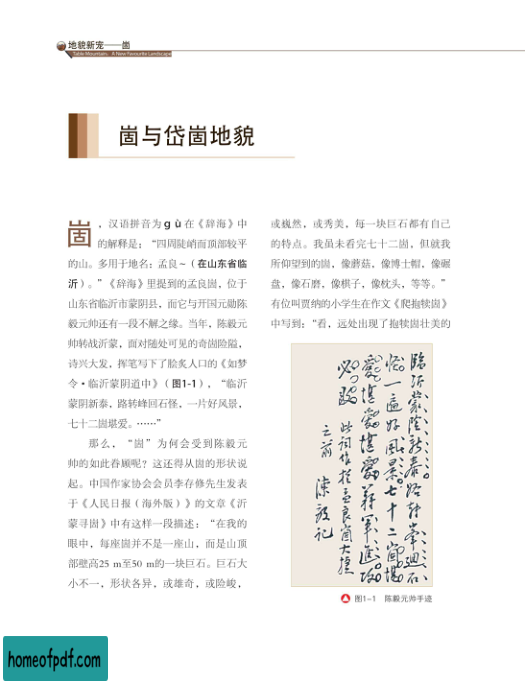 地貌新宠——崮
Table Mountain: A New Favourite Landscape
崮与岱崮地貌
崮，汉语拼音为gù在《辞海》中
的解释是：“四周陡峭而顶部较平
的山。多用于地名：孟良~（在山东省临
沂）。”《辞海》里提到的孟良崮，位于
山东省临沂市蒙阴县，而它与开国元勋陈
毅元帅还有一段不解之缘。当年，陈毅元
帅转战沂蒙，面对随处可见的奇崮险隘，
诗兴大发，挥笔写下了脍炙人口的《如梦
令·临沂蒙阴道中》（图1-1），“临沂
蒙阴新泰，路转峰回石怪，一片好风景，
七十二崮堪爱。……”
那么，“崮”为何会受到陈毅元
帅的如此眷顾呢？这还得从崮的形状说
起。中国作家协会会员李存修先生发表
于《人民日报（海外版）》的文章《沂
蒙寻崮》中有这样一段描述：“在我的
眼中，每座崮并不是一座山，而是山顶
部壁高25 m至50 m的一块巨石。巨石大
小不一，形状各异，或雄奇，或险峻，
或巍然，或秀美，每一块巨石都有自己
的特点。我虽未看完七十二崮，但就我
所仰望到的崮，像蘑菇，像博士帽，像碾
盘，像石磨，像棋子，像枕头，等等。”
有位叫贾纳的小学生在作文《爬抱犊崮》
中写到：“看，远处出现了抱犊崮壮美的
临沂蒙阴新泰路转峰回石
怪一遍好风景七十二崮堪
爱堪爱堪爱蒋军进攻
必败
此词作于孟良崮大捷
之前
陈毅记
图1-1 陈毅元帅手迹
homeofpdf.com